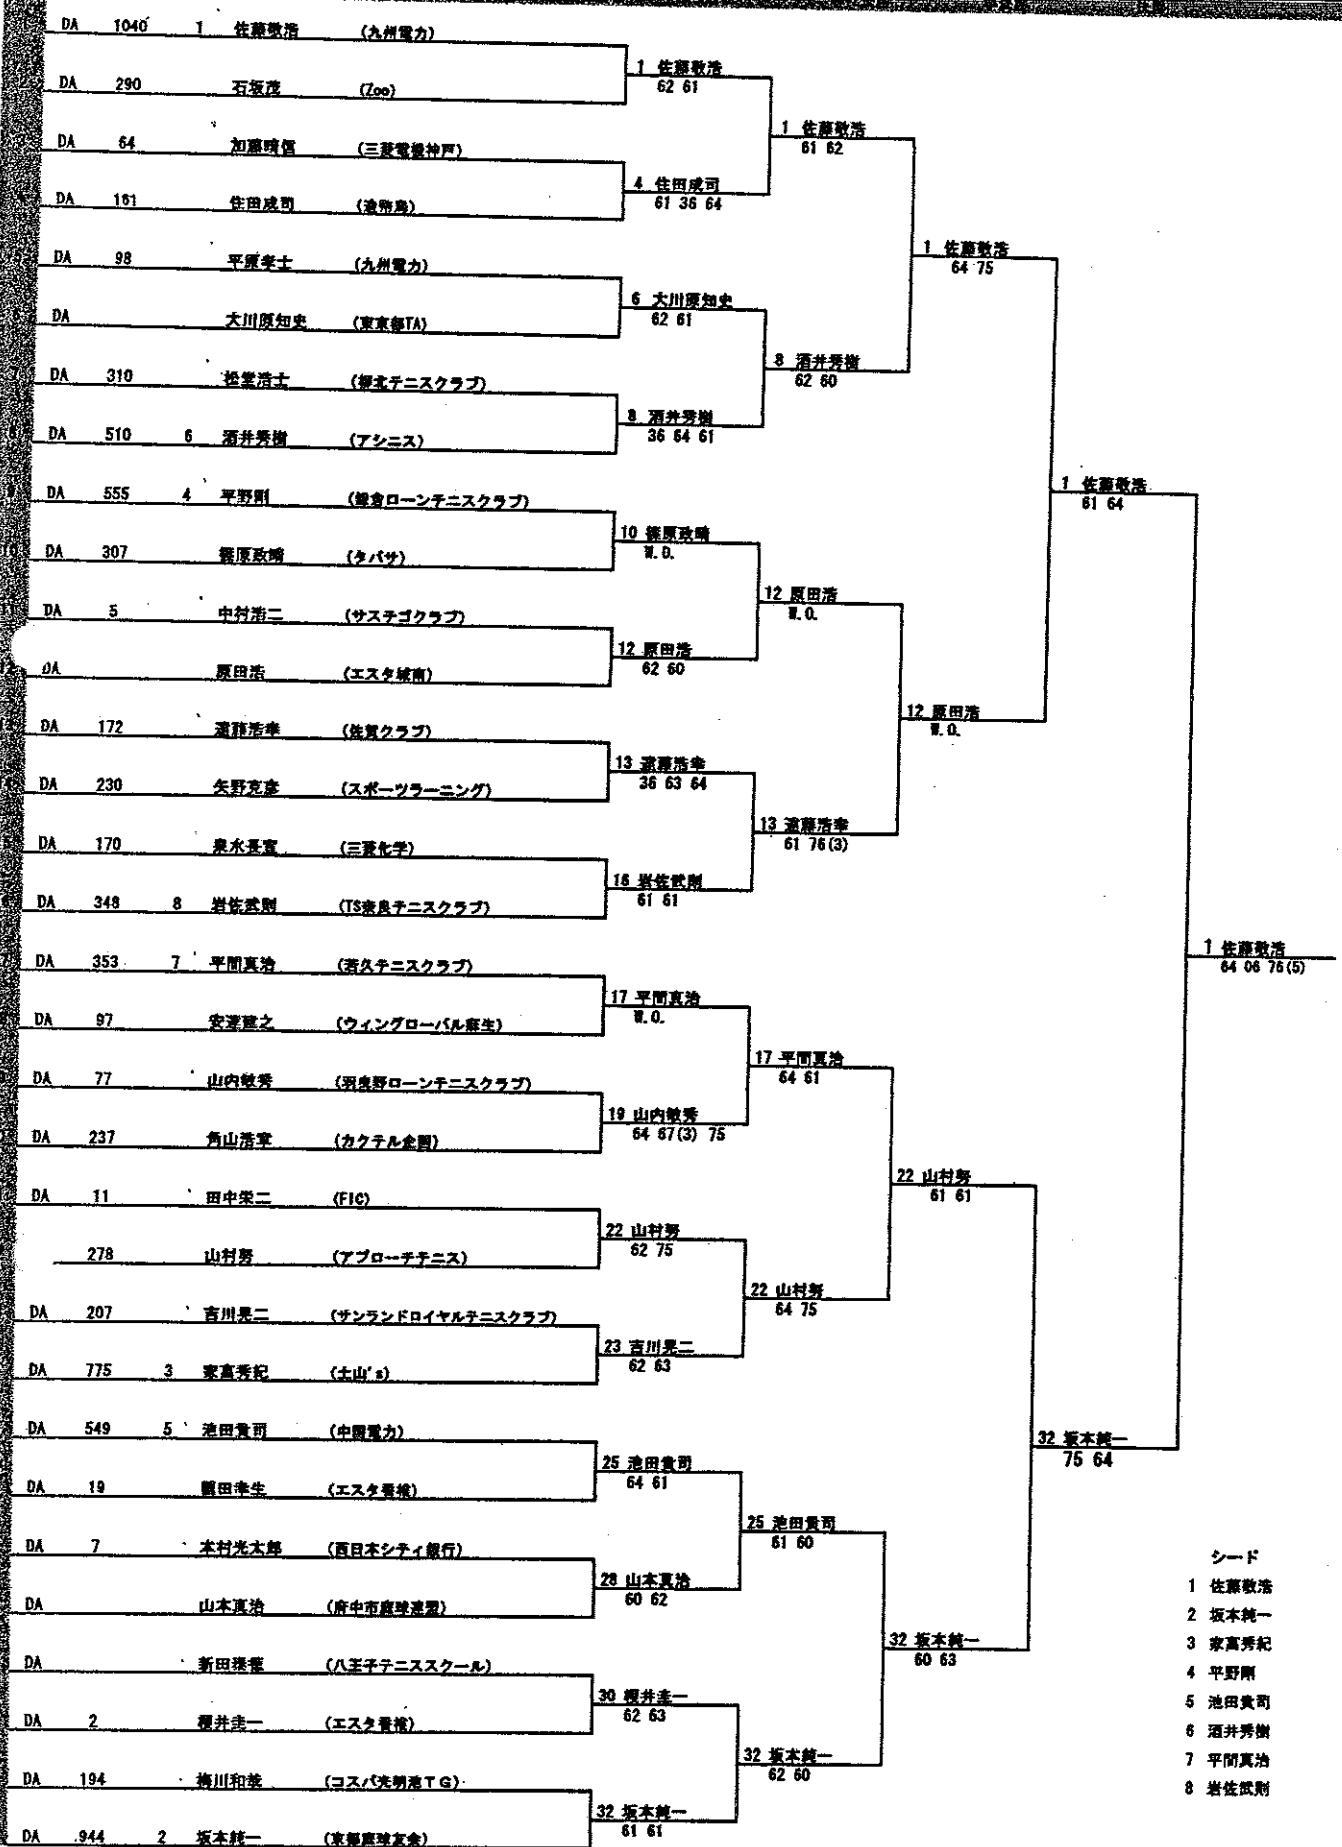 DA 1040 1 佐藤敬浩 (九州電力)
DA 290 石坂茂 (Zoo)
DA 64 加藤晴信 (三菱電機神戸)
DA 161 住田成司 (造幣局)
DA 98 平原孝士 (九州電力)
DA 大川原知史 (東京都TA)
DA 310 松堂浩士 (柳北テニスクラブ)
DA 510 6 酒井秀樹 (アシニス)
DA 555 4 平野剛 (鎌倉ローンテニスクラブ)
DA 307 篠原政晴 (タバサ)
DA 5 中村浩二 (サステゴクラブ)
DA 原田浩 (エスタ城南)
DA 172 遠藤浩幸 (佐賀クラブ)
DA 230 矢野克彦 (スポーツラーニング)
DA 170 泉水長寛 (三菱化学)
DA 348 8 岩佐武則 (TS奈良テニスクラブ)
DA 353 7 平間真治 (若久テニスクラブ)
DA 97 (ウィングローバル麻生)
DA 77 山内敏秀 (羽曳野ローンテニスクラブ)
DA 237 角山浩章 (カクテル企画)
DA 11 田中栄二 (FIC)
278 山村努 (アプローチテニス)
DA 207 吉川晃二 (サンランドロイヤルテニスクラブ)
DA 775 3 家富秀紀 (土山's)
DA 549 5 池田貴司 (中国電力)
DA 19 (エスタ香椎)
DA 7 本村光太郎 (西日本シティ銀行)
DA 山本真治 (府中市庭球連盟)
DA 新田 (八王子テニススクール)
DA 2 櫻井圭一 (エスタ香椎)
DA 194 梅川和哉 (コスパ光明池TG)
DA 944 2 坂本純一 (京都庭球友会)
1 佐藤敬浩
62 61
4 住田成司
61 36 64
6 大川原知史
62 61
8 酒井秀樹
36 64 61
10 篠原政晴
W.O.
12 原田浩
62 60
13 遠藤浩幸
36 63 64
16 岩佐武則
61 61
17 平間真治
W.O.
19 山内敏秀
64 67(3) 75
22 山村努
62 75
23 吉川晃二
62 63
25 池田貴司
64 61
28 山本真治
60 62
30 櫻井圭一
62 63
32 坂本純一
61 61
1 佐藤敬浩
61 62
8 酒井秀樹
62 60
12 原田浩
W.O.
13 遠藤浩幸
61 76(3)
17 平間真治
64 61
22 山村努
64 75
25 池田貴司
61 60
32 坂本純一
62 60
1 佐藤敬浩
64 75
12 原田浩
W.O.
22 山村努
61 61
32 坂本純一
60 63
1 佐藤敬浩
61 64
32 坂本純一
75 64
1 佐藤敬浩
64 06 76(5)
シード
1 佐藤敬浩
2 坂本純一
3 家富秀紀
4 平野剛
5 池田貴司
6 酒井秀樹
7 平間真治
8 岩佐武則